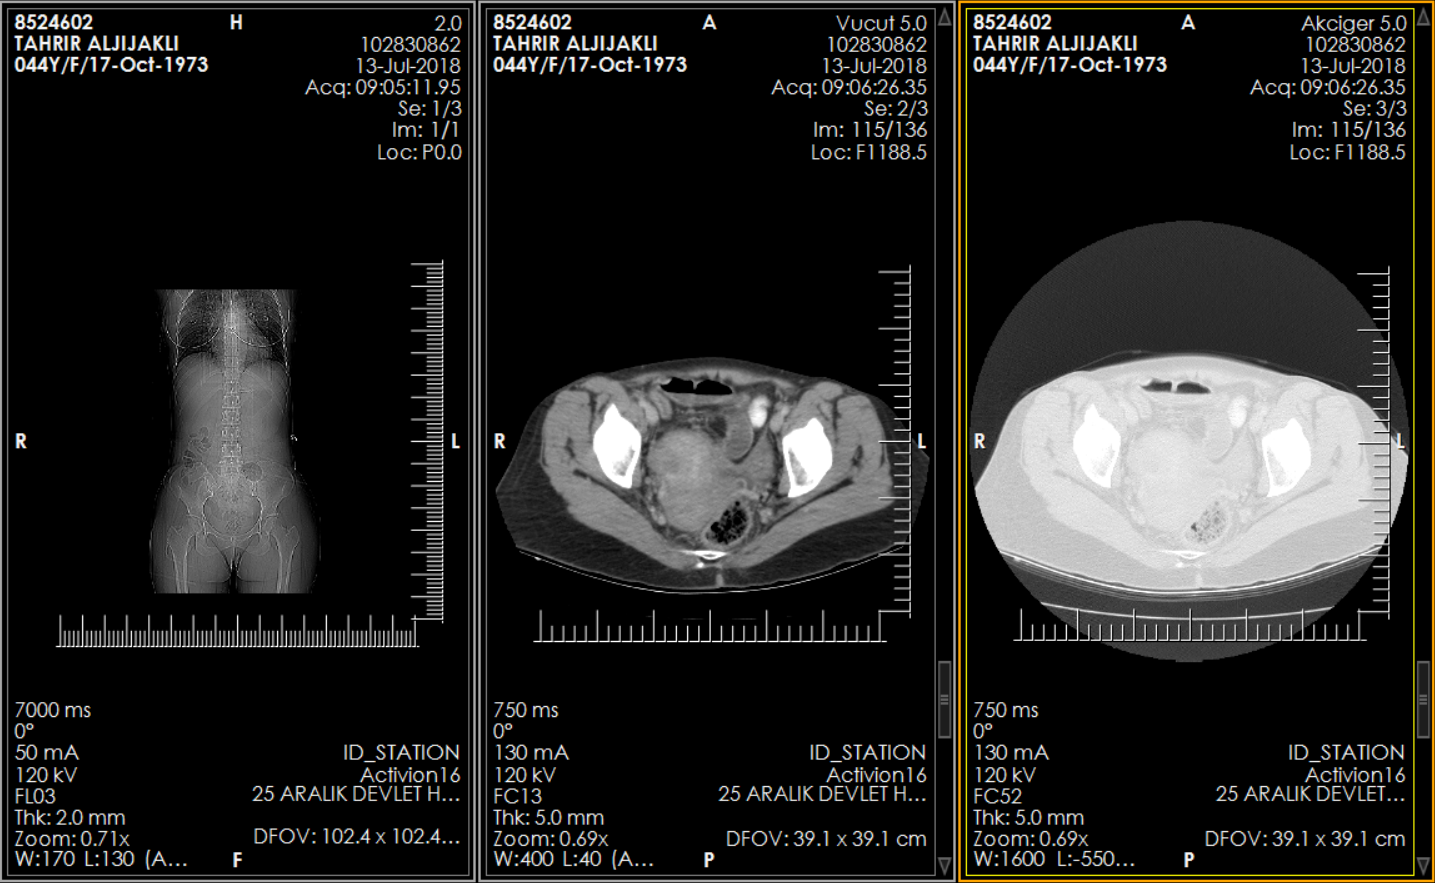 8524602 H 2.0
TAHRIR ALJIJAKLI 102830862
044Y/F/17-Oct-1973 13-Jul-2018
Acq: 09:05:11.95
Se: 1/3
Im: 1/1
Loc: P0.0
R L
7000 ms
0°
50 mA ID_STATION
120 kV Activion16
FL03 25 ARALIK DEVLET H...
Thk: 2.0 mm
Zoom: 0.71x DFOV: 102.4 x 102.4...
W:170 L:130 (A... F
8524602 A Vucut 5.0
TAHRIR ALJIJAKLI 102830862
044Y/F/17-Oct-1973 13-Jul-2018
Acq: 09:06:26.35
Se: 2/3
Im: 115/136
Loc: F1188.5
R L
750 ms
0°
130 mA ID_STATION
120 kV Activion16
FC13 25 ARALIK DEVLET H...
Thk: 5.0 mm
Zoom: 0.69x DFOV: 39.1 x 39.1 cm
W:400 L:40 (A... P
8524602 A Akciger 5.0
TAHRIR ALJIJAKLI 102830862
044Y/F/17-Oct-1973 13-Jul-2018
Acq: 09:06:26.35
Se: 3/3
Im: 115/136
Loc: F1188.5
R L
750 ms
0°
130 mA ID_STATION
120 kV Activion16
FC52 25 ARALIK DEVLET...
Thk: 5.0 mm
Zoom: 0.69x DFOV: 39.1 x 39.1 cm
W:1600 L:-550... P